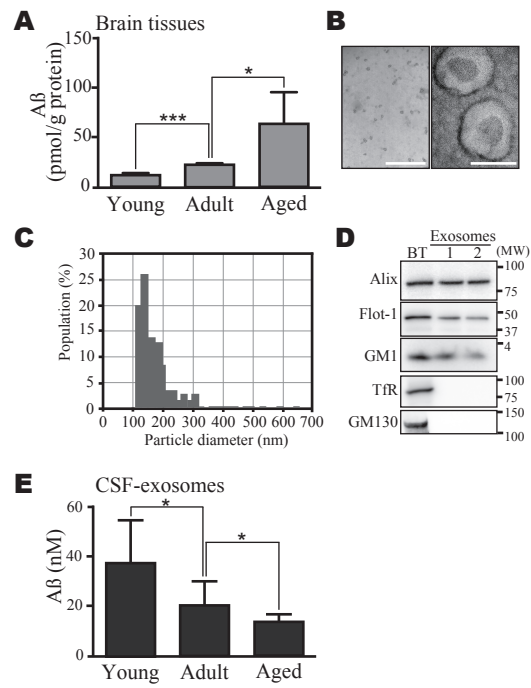 A
Brain tissues
Aß
(pmol/g protein)
150
100
50
0
***
*
Young Adult Aged
B
C
Population (%)
30
25
20
15
10
5
0
0 100 200 300 400 500 600 700
Particle diameter (nm)
D
Exosomes
BT 1 2 (MW)
Alix
100
75
Flot-1
50
37
GM1
4
TfR
100
75
GM130
150
100
E
CSF-exosomes
Aß (nM)
60
40
20
0
*
*
Young Adult Aged